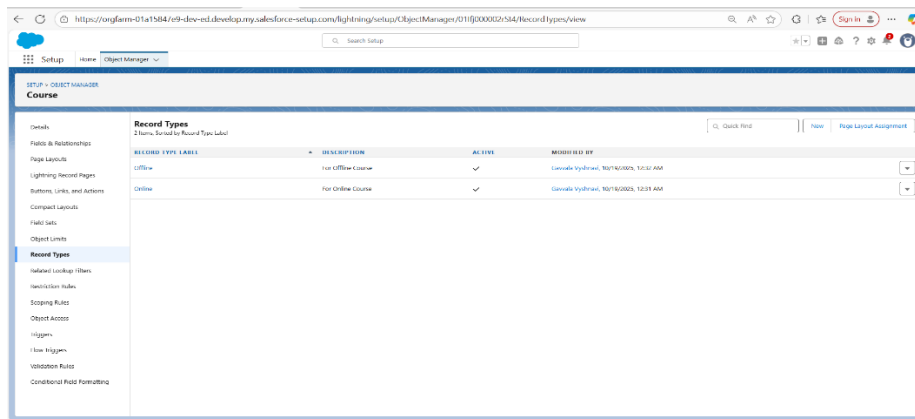 https://orgfarm-01a1584/e9-dev-ed.develop.my.salesforce-setup.com/lightning/setup/ObjectManager/01Ifj000002rSt4/RecordTypes/view
Sign in
Search Setup
Setup Home Object Manager
SETUP > OBJECT MANAGER
Course
Details
Fields & Relationships
Page Layouts
Lightning Record Pages
Buttons, Links, and Actions
Compact Layouts
Field Sets
Object Limits
Record Types
Related Lookup Filters
Restriction Rules
Scoping Rules
Object Access
Triggers
Flow Triggers
Validation Rules
Conditional Field Formatting
Record Types
2 Items, Sorted by Record Type Label
Quick Find
New
Page Layout Assignment
RECORD TYPE LABEL DESCRIPTION ACTIVE MODIFIED BY
Offline For Offline Course Gavvala Vyshnavi, 10/18/2025, 12:32 AM
Online For Online Course Gavvala Vyshnavi, 10/18/2025, 12:31 AM